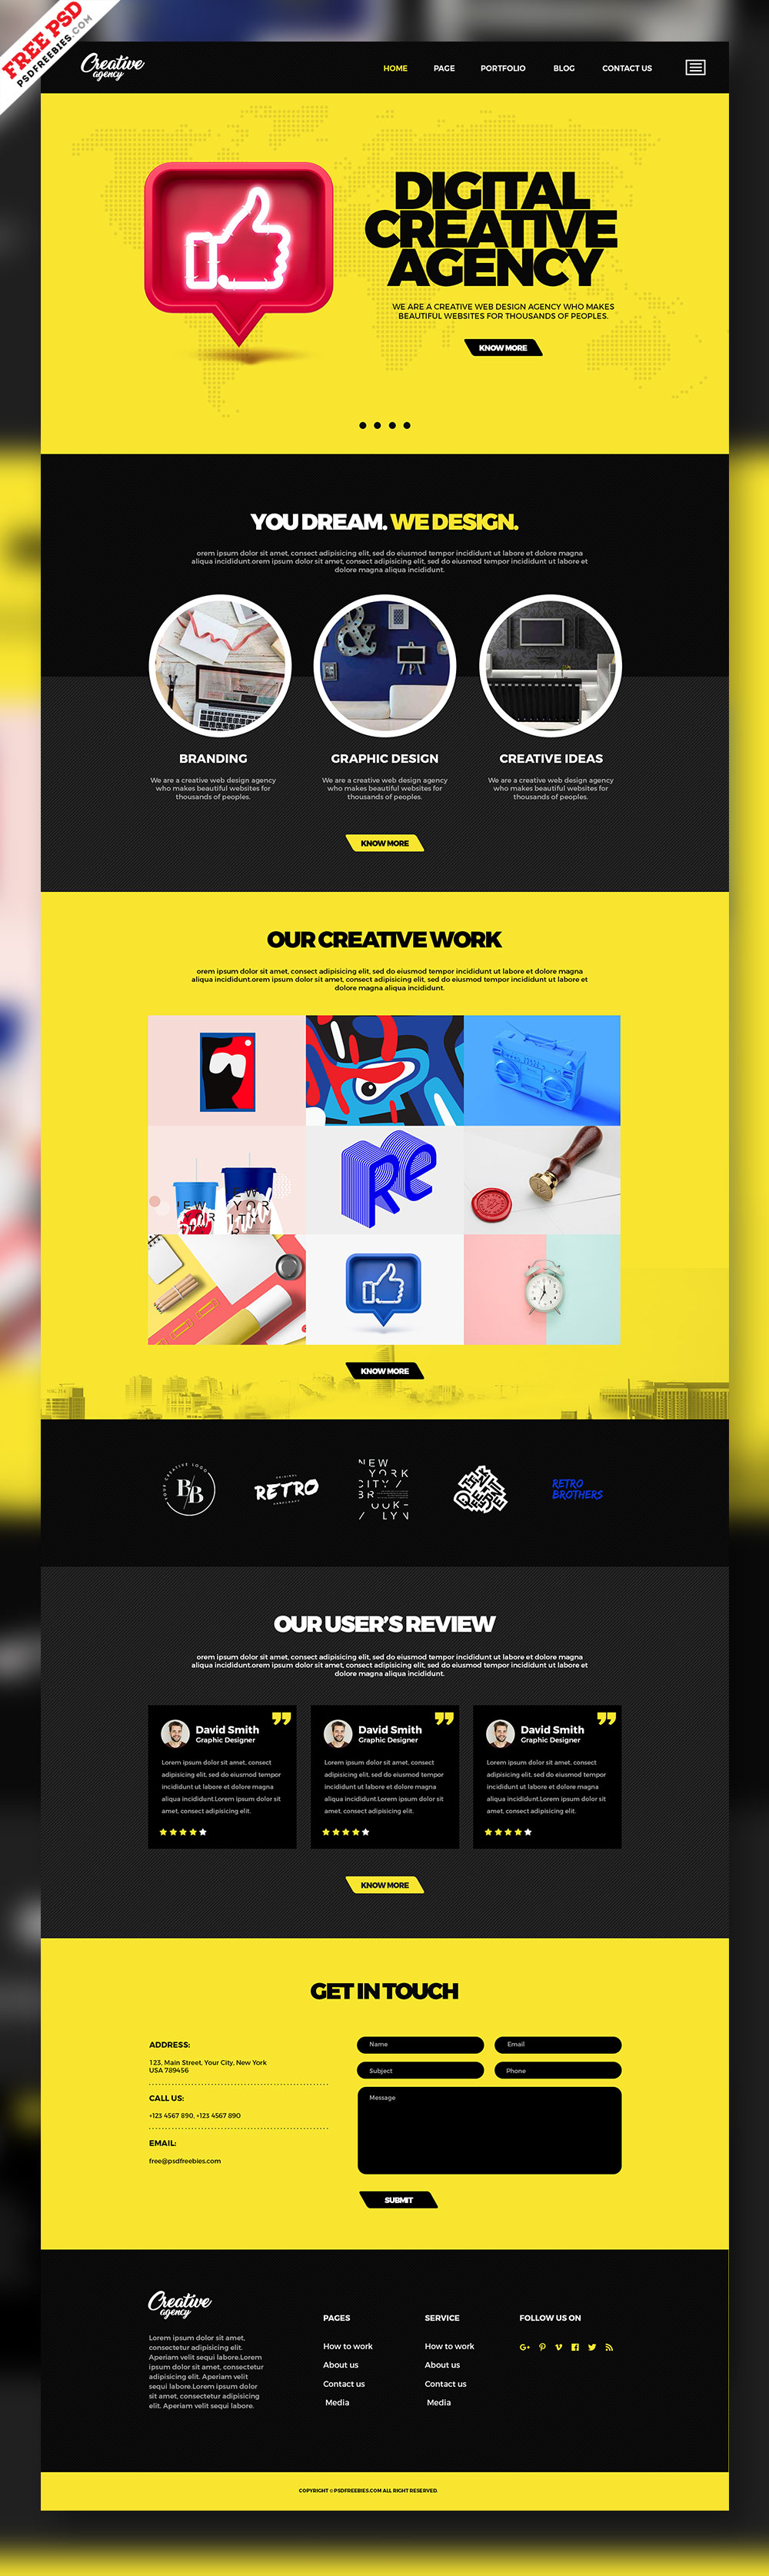 FREE PSD
PSDFREEBIES.COM
Creative
agency
HOME
PAGE
PORTFOLIO
BLOG
CONTACT US
DIGITAL
CREATIVE
AGENCY
WE ARE A CREATIVE WEB DESIGN AGENCY WHO MAKES
BEAUTIFUL WEBSITES FOR THOUSANDS OF PEOPLES.
KNOW MORE
YOU DREAM. WE DESIGN.
orem ipsum dolor sit amet, consect adipisicing elit, sed do eiusmod tempor incididunt ut labore et dolore magna
aliqua incididunt.orem ipsum dolor sit amet, consect adipisicing elit, sed do eiusmod tempor incididunt ut labore et
dolore magna aliqua incididunt.
&
BRANDING
We are a creative web design agency
who makes beautiful websites for
thousands of peoples.
GRAPHIC DESIGN
We are a creative web design agency
who makes beautiful websites for
thousands of peoples.
CREATIVE IDEAS
We are a creative web design agency
who makes beautiful websites for
thousands of peoples.
KNOW MORE
OUR CREATIVE WORK
orem ipsum dolor sit amet, consect adipisicing elit, sed do eiusmod tempor incididunt ut labore et dolore magna
aliqua incididunt.orem ipsum dolor sit amet, consect adipisicing elit, sed do eiusmod tempor incididunt ut labore et
dolore magna aliqua incididunt.
Re
KNOW MORE
YOUR CREATIVE LOGO
B/B
ORIGINAL
RETRO
HANDCRAFT
NEW
YORK
CITY /
BR
OOK-
/ LYN
RETRO
BROTHERS
OUR USER'S REVIEW
orem ipsum dolor sit amet, consect adipisicing elit, sed do eiusmod tempor incididunt ut labore et dolore magna
aliqua incididunt.orem ipsum dolor sit amet, consect adipisicing elit, sed do eiusmod tempor incididunt ut labore et
dolore magna aliqua incididunt.
David Smith
Graphic Designer
Lorem ipsum dolor sit amet, consect
adipisicing elit, sed do eiusmod tempor
incididunt ut labore et dolore magna
aliqua incididunt.Lorem ipsum dolor sit
amet, consect adipisicing elit.
David Smith
Graphic Designer
Lorem ipsum dolor sit amet, consect
adipisicing elit, sed do eiusmod tempor
incididunt ut labore et dolore magna
aliqua incididunt.Lorem ipsum dolor sit
amet, consect adipisicing elit.
David Smith
Graphic Designer
Lorem ipsum dolor sit amet, consect
adipisicing elit, sed do eiusmod tempor
incididunt ut labore et dolore magna
aliqua incididunt.Lorem ipsum dolor sit
amet, consect adipisicing elit.
KNOW MORE
GET IN TOUCH
ADDRESS:
123, Main Street, Your City, New York
USA 789456
CALL US:
+123 4567 890, +123 4567 890
EMAIL:
free@psdfreebies.com
Name
Email
Subject
Phone
Message
SUBMIT
Creative
agency
Lorem ipsum dolor sit amet,
consectetur adipisicing elit.
Aperiam velit sequi labore.Lorem
ipsum dolor sit amet, consectetur
adipisicing elit. Aperiam velit
sequi labore.Lorem ipsum dolor
sit amet, consectetur adipisicing
elit. Aperiam velit sequi labore.
PAGES
How to work
About us
Contact us
Media
SERVICE
How to work
About us
Contact us
Media
FOLLOW US ON
COPYRIGHT © PSDFREEBIES.COM ALL RIGHT RESERVED.